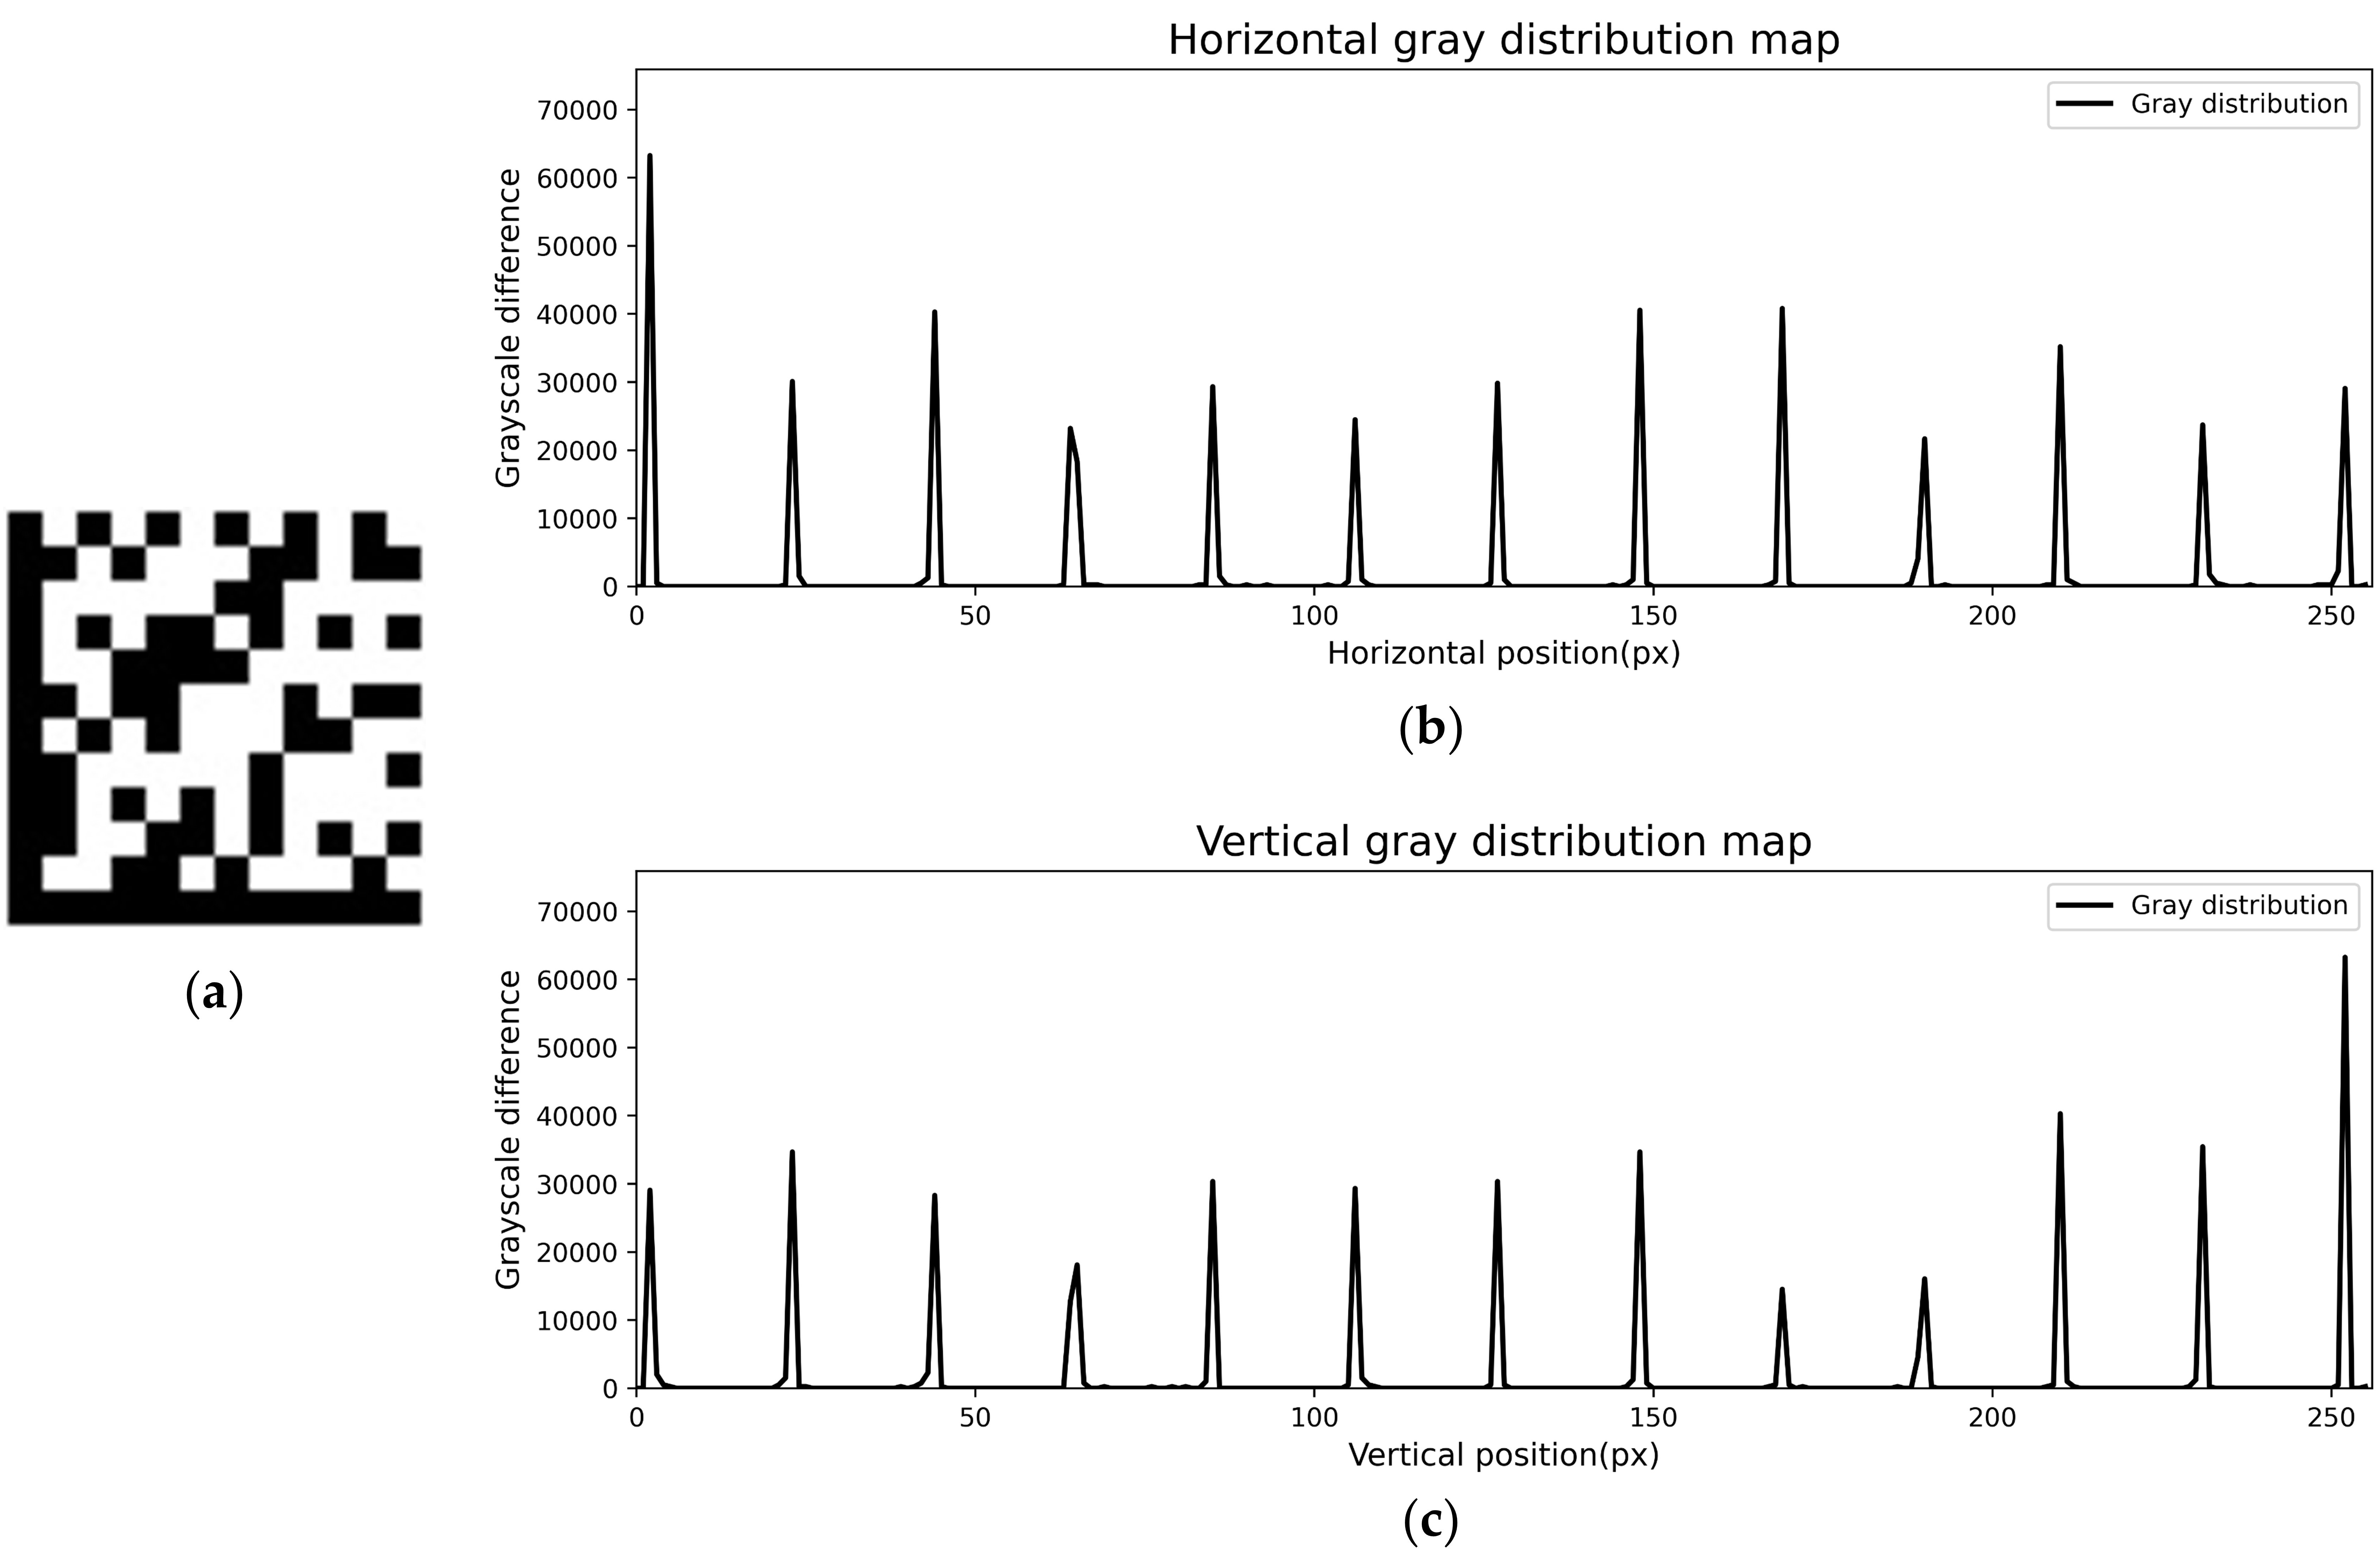 (a)
Horizontal gray distribution map
Gray distribution
Grayscale difference
70000
60000
50000
40000
30000
20000
10000
0
0 50 100 150 200 250
Horizontal position(px)
(b)
Vertical gray distribution map
Gray distribution
Grayscale difference
70000
60000
50000
40000
30000
20000
10000
0
0 50 100 150 200 250
Vertical position(px)
(c)